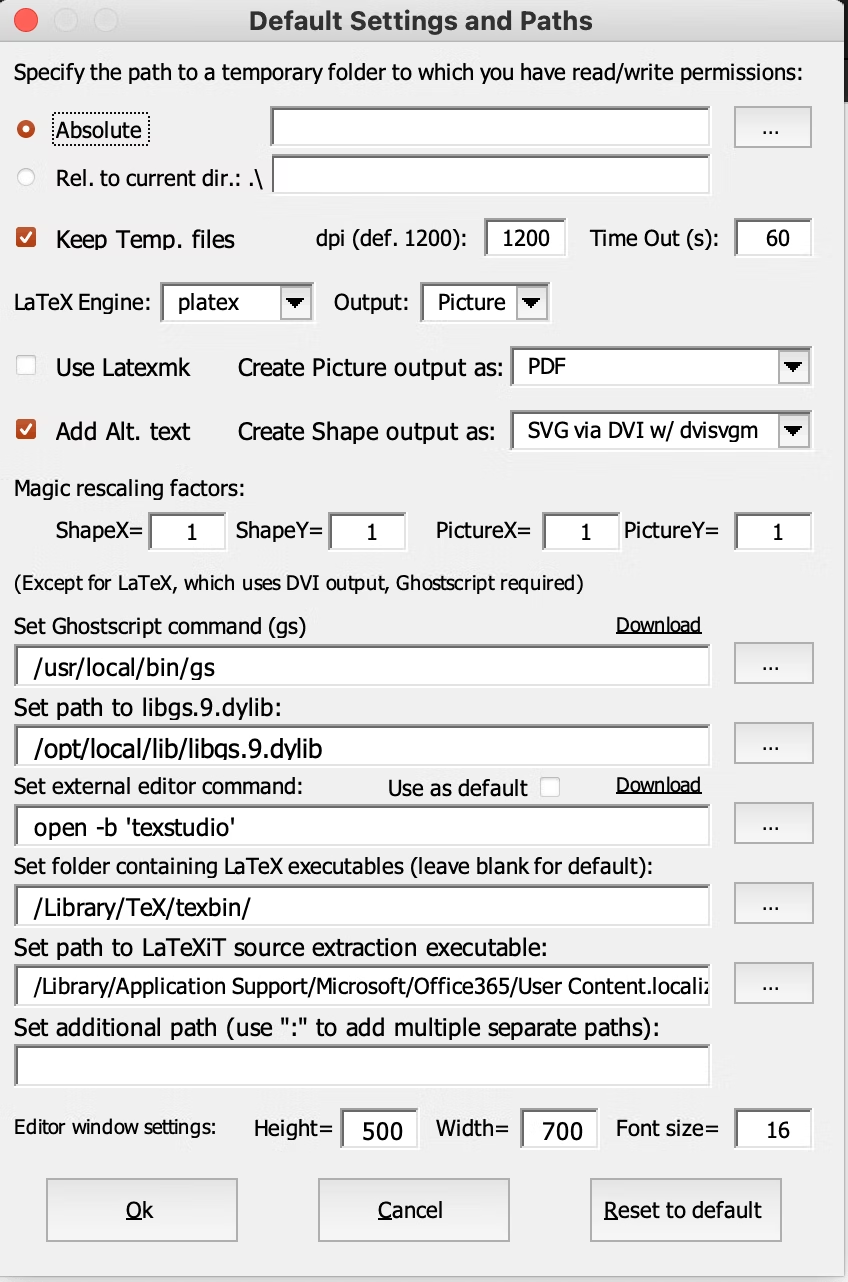 Default Settings and Paths
Specify the path to a temporary folder to which you have read/write permissions:
Absolute ...
Rel. to current dir.: .\
Keep Temp. files dpi (def. 1200): 1200 Time Out (s): 60
LaTeX Engine: platex Output: Picture
Use Latexmk Create Picture output as: PDF
Add Alt. text Create Shape output as: SVG via DVI w/ dvisvgm
Magic rescaling factors:
ShapeX= 1 ShapeY= 1 PictureX= 1 PictureY= 1
(Except for LaTeX, which uses DVI output, Ghostscript required)
Set Ghostscript command (gs) Download
/usr/local/bin/gs ...
Set path to libgs.9.dylib:
/opt/local/lib/libgs.9.dylib ...
Set external editor command: Use as default Download
open -b 'texstudio' ...
Set folder containing LaTeX executables (leave blank for default):
/Library/TeX/texbin/ ...
Set path to LaTeXiT source extraction executable:
/Library/Application Support/Microsoft/Office365/User Content.localiz ...
Set additional path (use ":" to add multiple separate paths):
Editor window settings: Height= 500 Width= 700 Font size= 16
Ok Cancel Reset to default